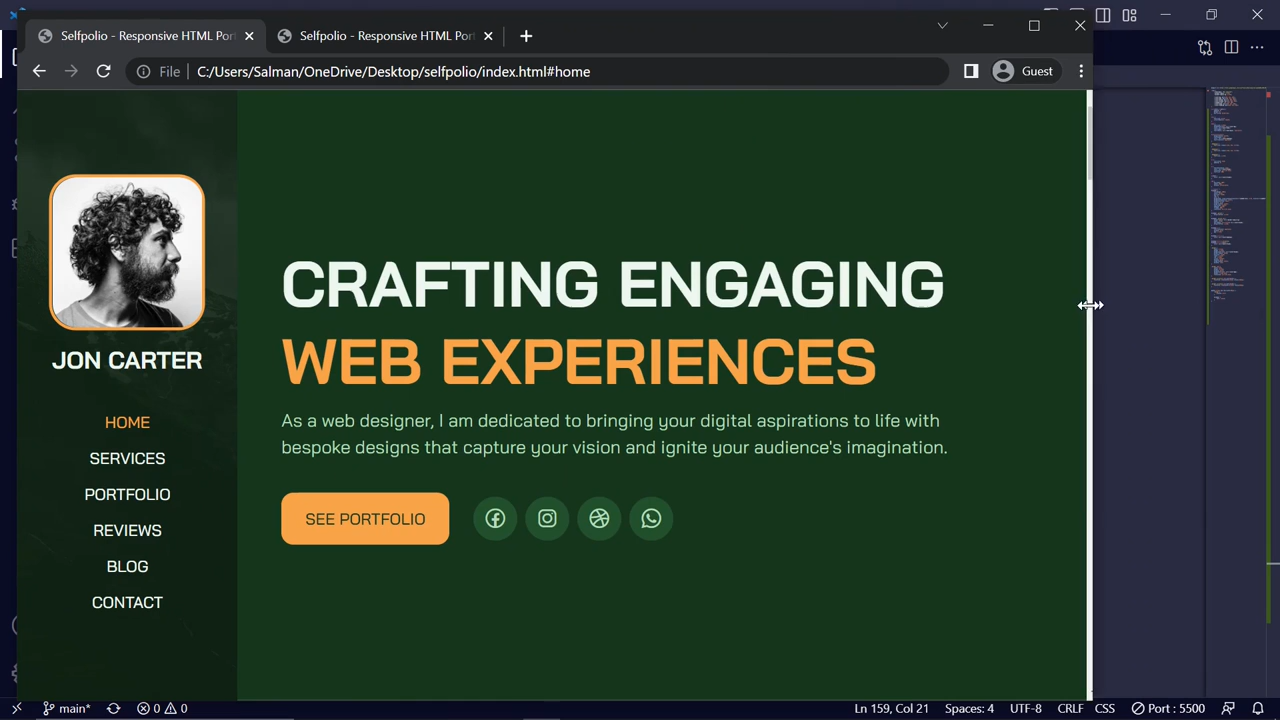 Selfpolio - Responsive HTML Por
Selfpolio - Responsive HTML Por
File
C:/Users/Salman/OneDrive/Desktop/selfpolio/index.html#home
Guest
JON CARTER
HOME
SERVICES
PORTFOLIO
REVIEWS
BLOG
CONTACT
CRAFTING ENGAGING
WEB EXPERIENCES
As a web designer, I am dedicated to bringing your digital aspirations to life with
bespoke designs that capture your vision and ignite your audience's imagination.
SEE PORTFOLIO
main* 0 0 Ln 159, Col 21 Spaces: 4 UTF-8 CRLF CSS Port : 5500